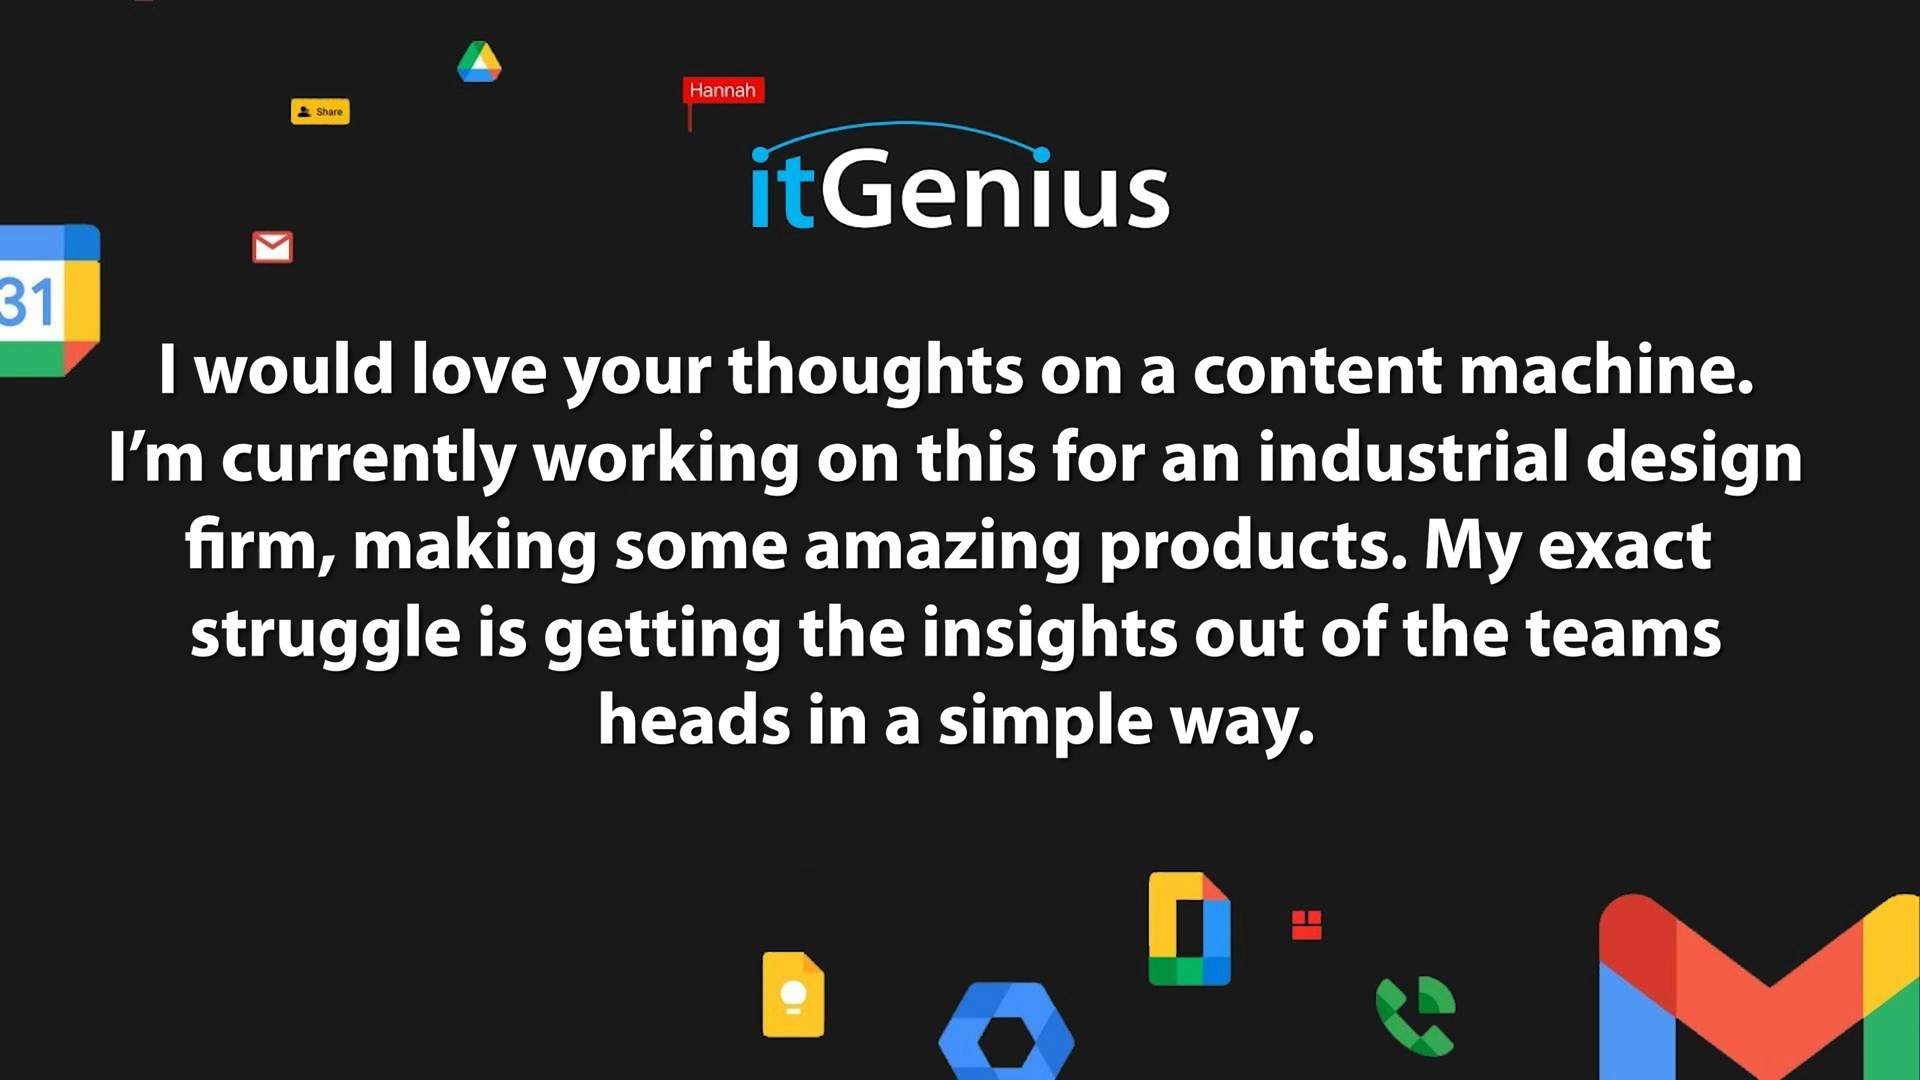 Hannah
Share
itGenius
31
I would love your thoughts on a content machine.
I’m currently working on this for an industrial design
firm, making some amazing products. My exact
struggle is getting the insights out of the teams
heads in a simple way.